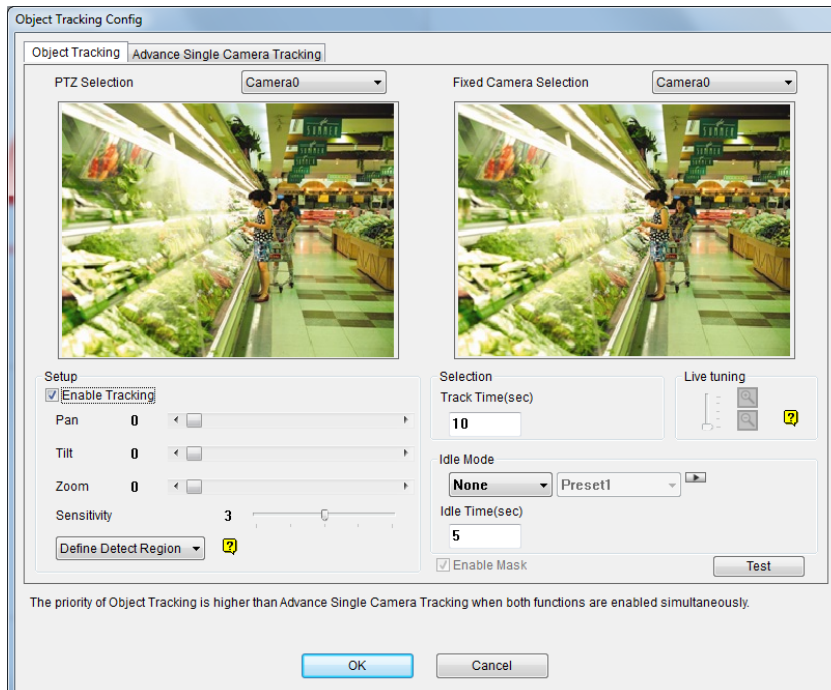 Object Tracking Config
Object Tracking
Advance Single Camera Tracking
PTZ Selection
Camera0
Fixed Camera Selection
Camera0
SUMMER
SUMMER
Setup
Enable Tracking
Pan 0
Tilt 0
Zoom 0
Sensitivity 3
Define Detect Region
?
Selection
Track Time(sec)
10
Live tuning
?
Idle Mode
None
Preset1
Idle Time(sec)
5
Enable Mask
Test
The priority of Object Tracking is higher than Advance Single Camera Tracking when both functions are enabled simultaneously.
OK
Cancel